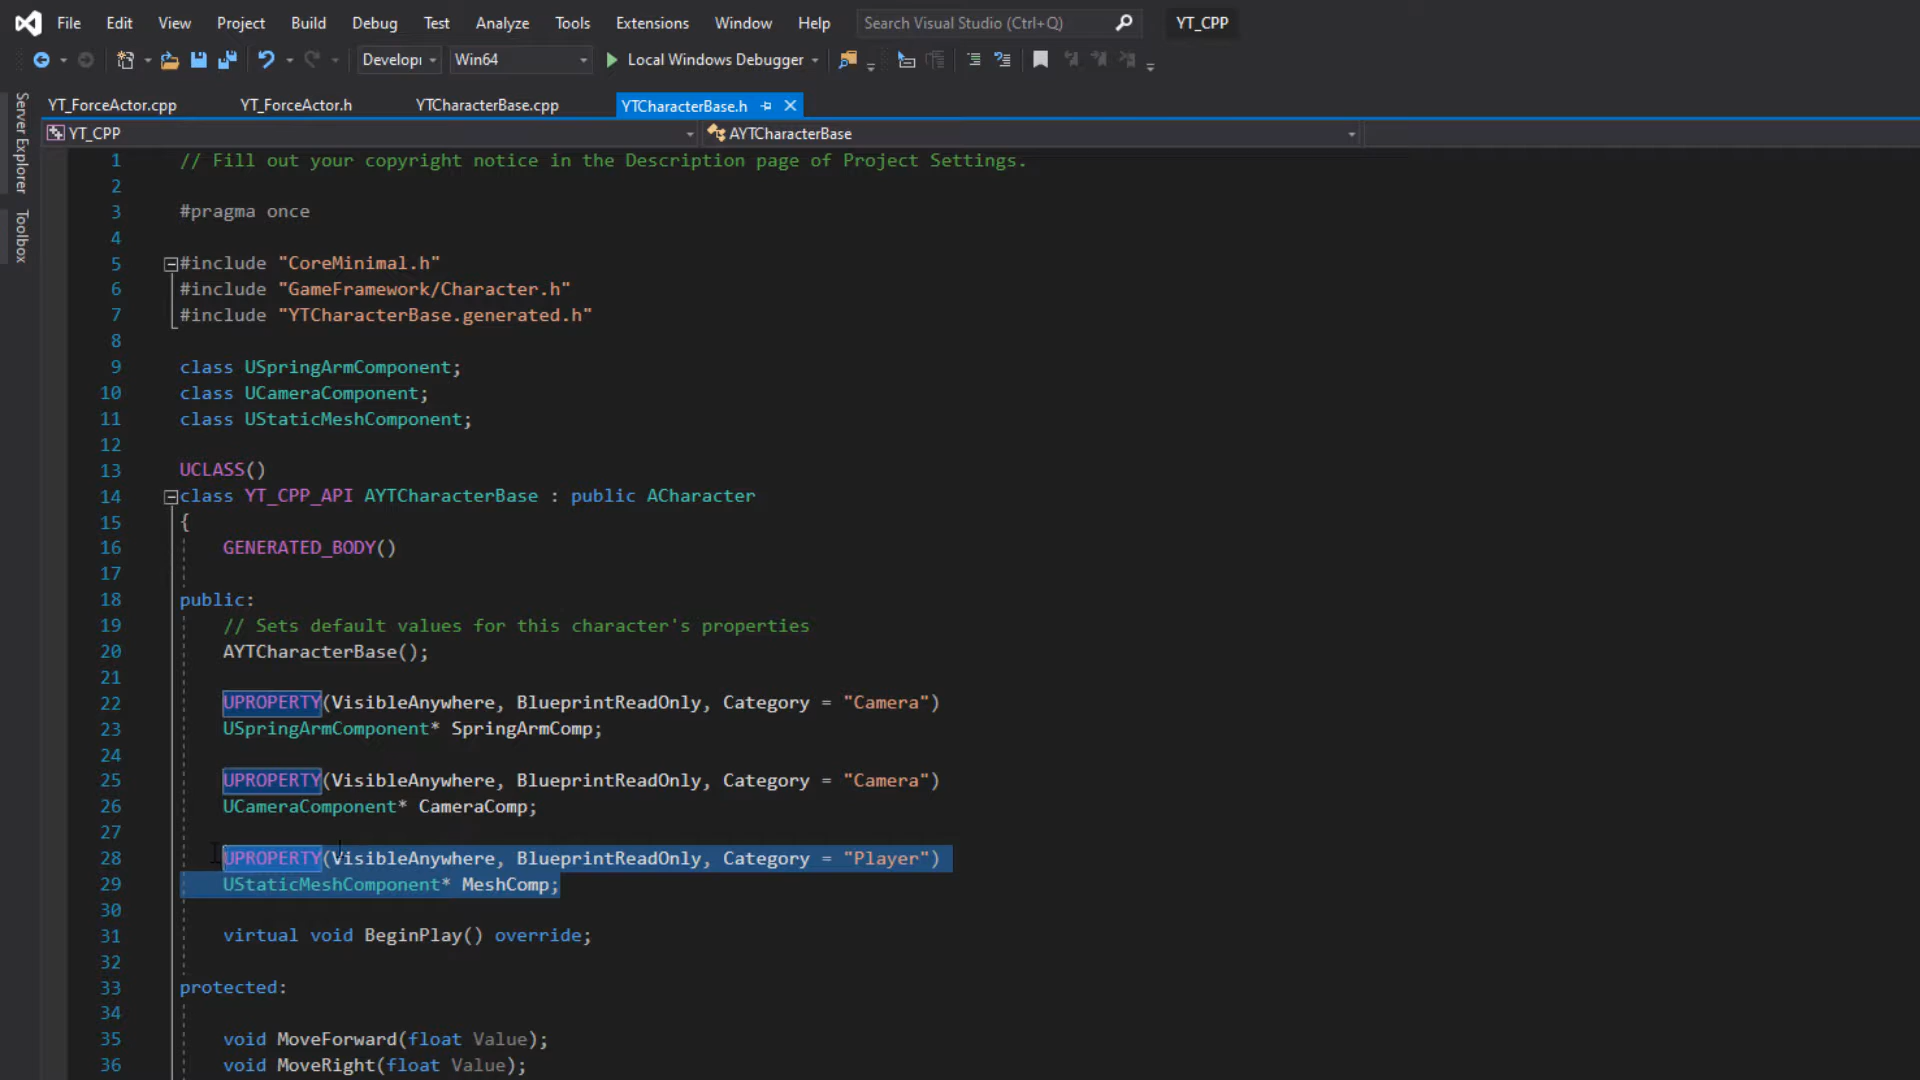 File Edit View Project Build Debug Test Analyze Tools Extensions Window Help Search Visual Studio (Ctrl+Q) YT_CPP
Develop Win64 Local Windows Debugger
YT_ForceActor.cpp YT_ForceActor.h YTCharacterBase.cpp YTCharacterBase.h
YT_CPP AYTCharacterBase
Server Explorer
Toolbox
1 // Fill out your copyright notice in the Description page of Project Settings.
2
3 #pragma once
4
5 #include "CoreMinimal.h"
6 #include "GameFramework/Character.h"
7 #include "YTCharacterBase.generated.h"
8
9 class USpringArmComponent;
10 class UCameraComponent;
11 class UStaticMeshComponent;
12
13 UCLASS()
14 class YT_CPP_API AYTCharacterBase : public ACharacter
15 {
16 GENERATED_BODY()
17
18 public:
19 // Sets default values for this character's properties
20 AYTCharacterBase();
21
22 UPROPERTY(VisibleAnywhere, BlueprintReadOnly, Category = "Camera")
23 USpringArmComponent* SpringArmComp;
24
25 UPROPERTY(VisibleAnywhere, BlueprintReadOnly, Category = "Camera")
26 UCameraComponent* CameraComp;
27
28 UPROPERTY(VisibleAnywhere, BlueprintReadOnly, Category = "Player")
29 UStaticMeshComponent* MeshComp;
30
31 virtual void BeginPlay() override;
32
33 protected:
34
35 void MoveForward(float Value);
36 void MoveRight(float Value);